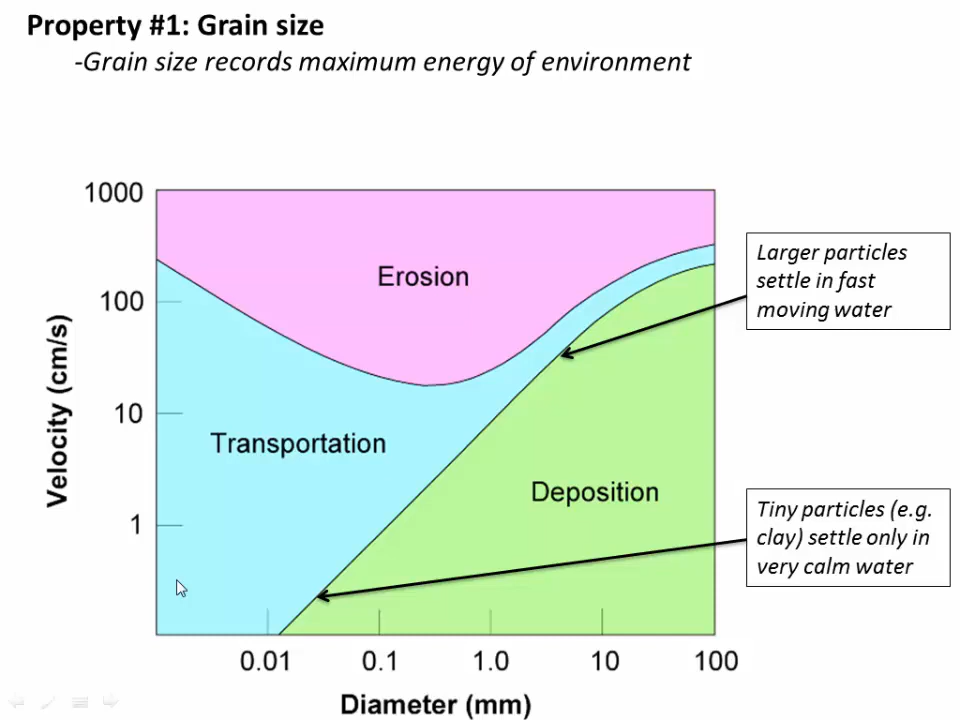 Property #1: Grain size
-Grain size records maximum energy of environment
1000
100
10
1
Velocity (cm/s)
Erosion
Transportation
Deposition
Larger particles
settle in fast
moving water
Tiny particles (e.g.
clay) settle only in
very calm water
0.01 0.1 1.0 10 100
Diameter (mm)